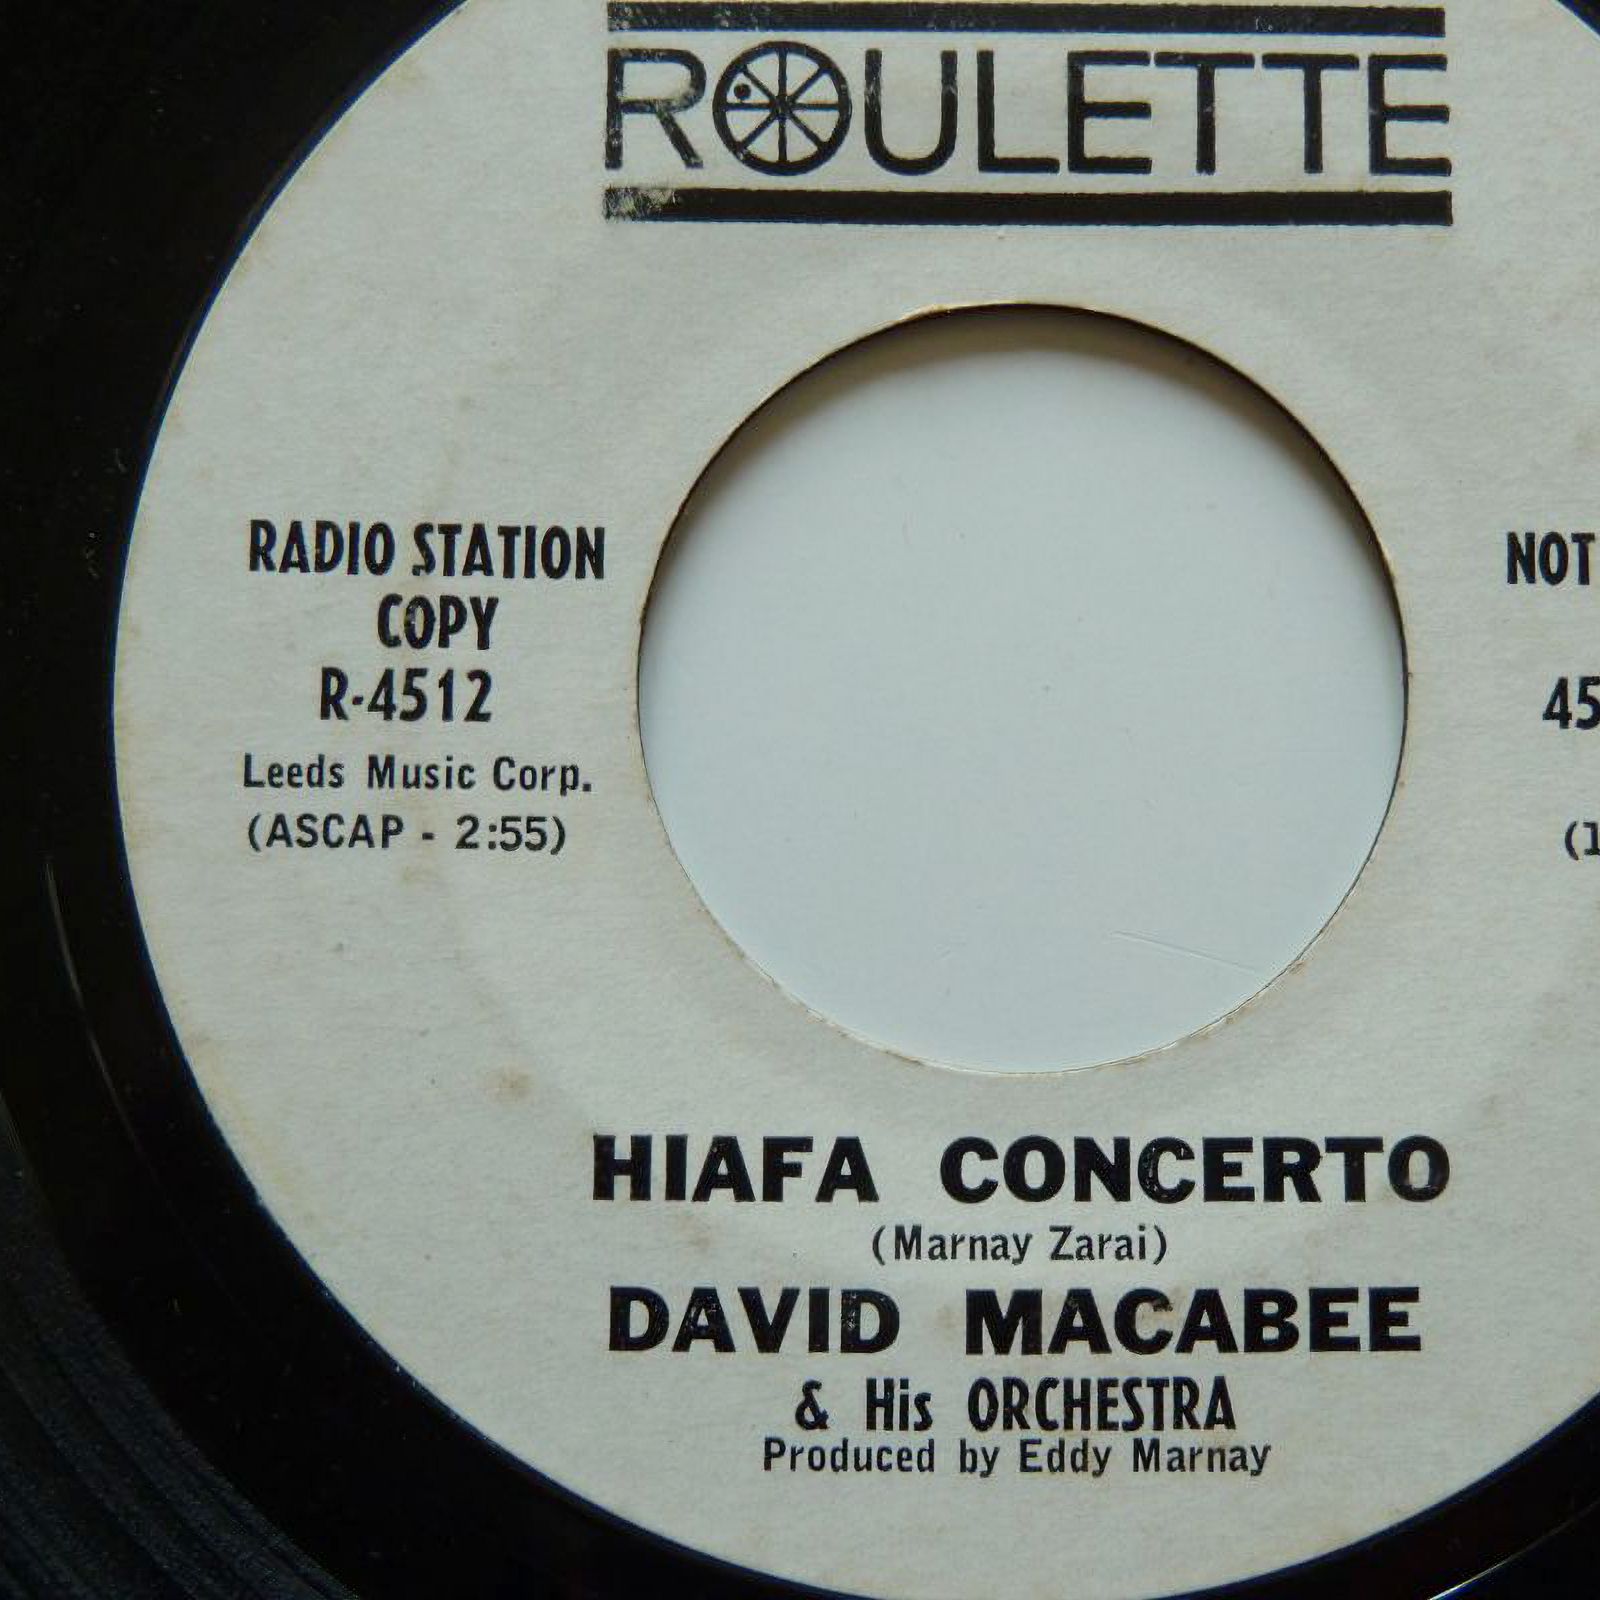 ROULETTE
RADIO STATION
COPY
R-4512
Leeds Music Corp.
(ASCAP - 2:55)
NOT
45
(1
HIAFA CONCERTO
(Marnay Zarai)
DAVID MACABEE
& His ORCHESTRA
Produced by Eddy Marnay